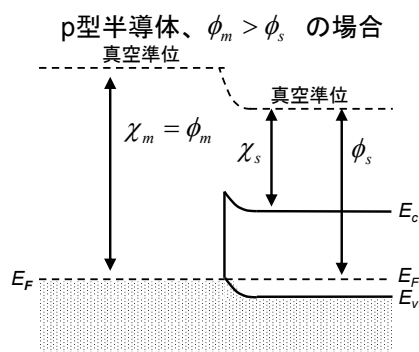 p型半導体、ϕm > ϕs の場合
真空準位
真空準位
χm = ϕm
χs
ϕs
Ec
EF
EF
Ev